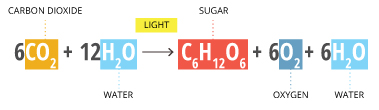 CARBON DIOXIDE
SUGAR
LIGHT
6CO₂ + 12H₂O ⟶ C₆H₁₂O₆ + 6O₂ + 6H₂O
WATER
OXYGEN
WATER